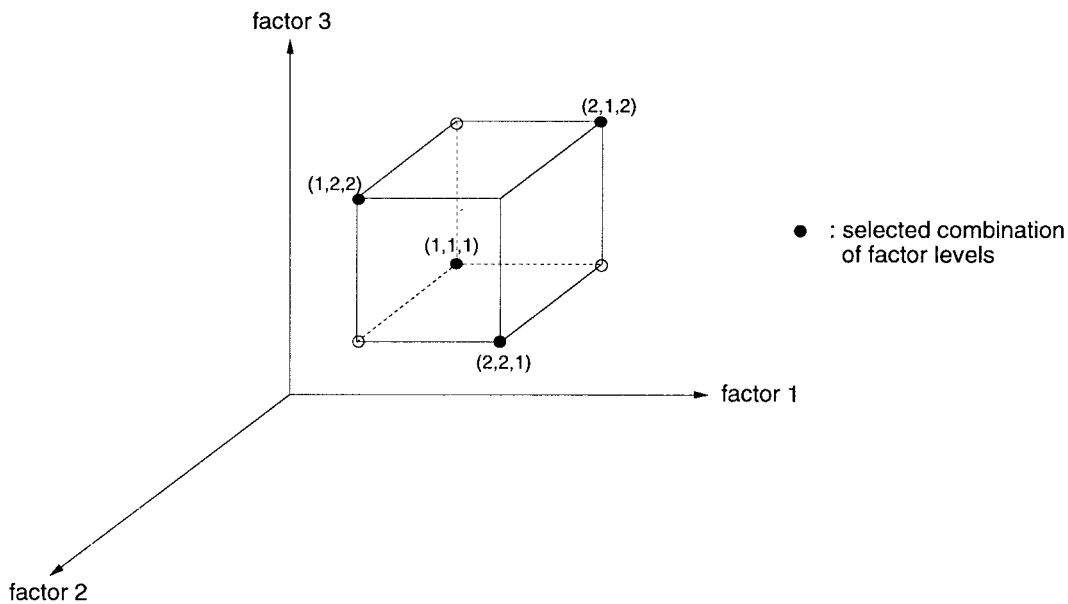 factor 3
(2,1,2)
(1,2,2)
(1,1,1)
● : selected combination
of factor levels
(2,2,1)
factor 1
factor 2